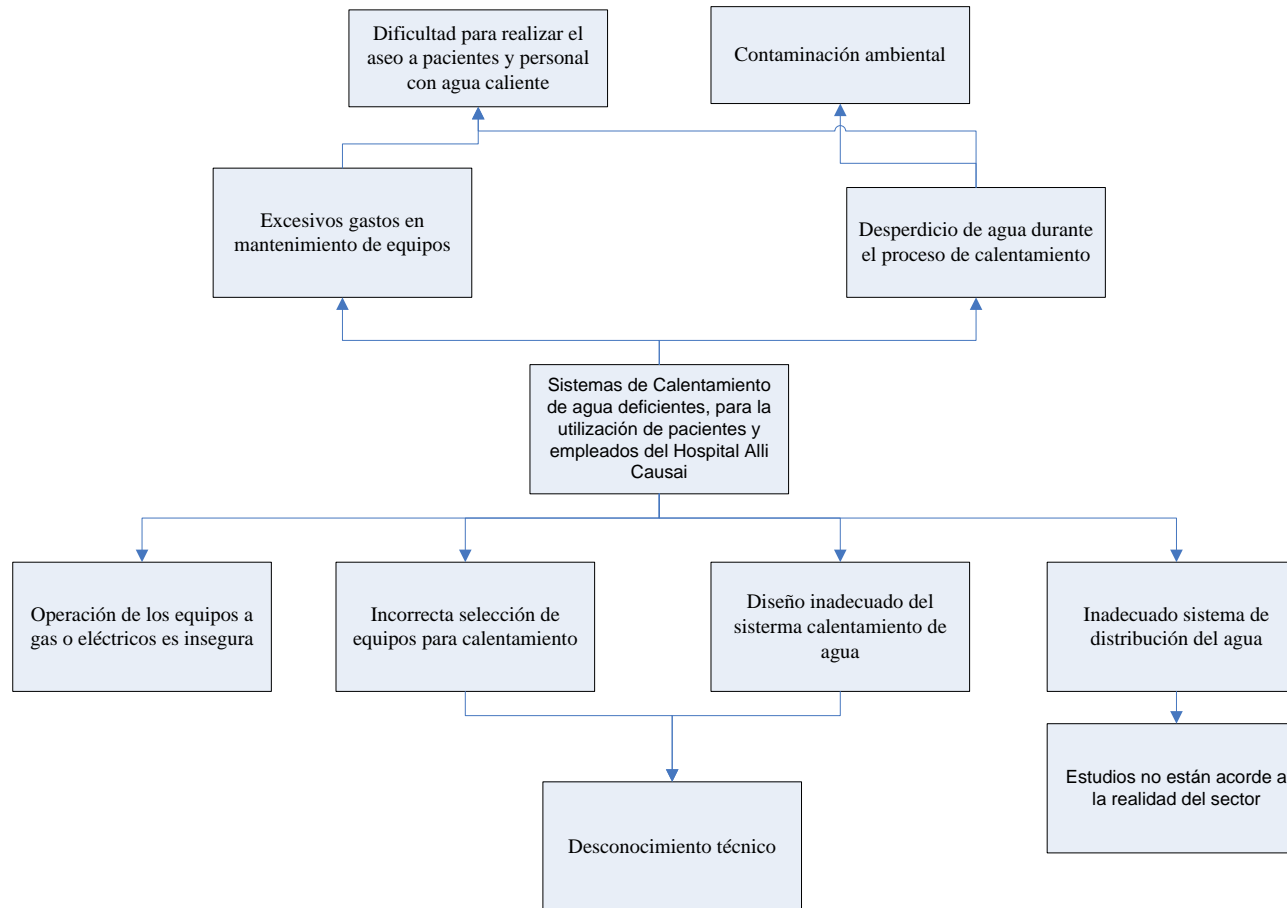 Dificultad para realizar el
aseo a pacientes y personal
con agua caliente
Contaminación ambiental
Excesivos gastos en
mantenimiento de equipos
Desperdicio de agua durante
el proceso de calentamiento
Sistemas de Calentamiento
de agua deficientes, para la
utilización de pacientes y
empleados del Hospital Alli
Causai
Operación de los equipos a
gas o eléctricos es insegura
Incorrecta selección de
equipos para calentamiento
Diseño inadecuado del
sisterma calentamiento de
agua
Inadecuado sistema de
distribución del agua
Desconocimiento técnico
Estudios no están acorde a
la realidad del sector